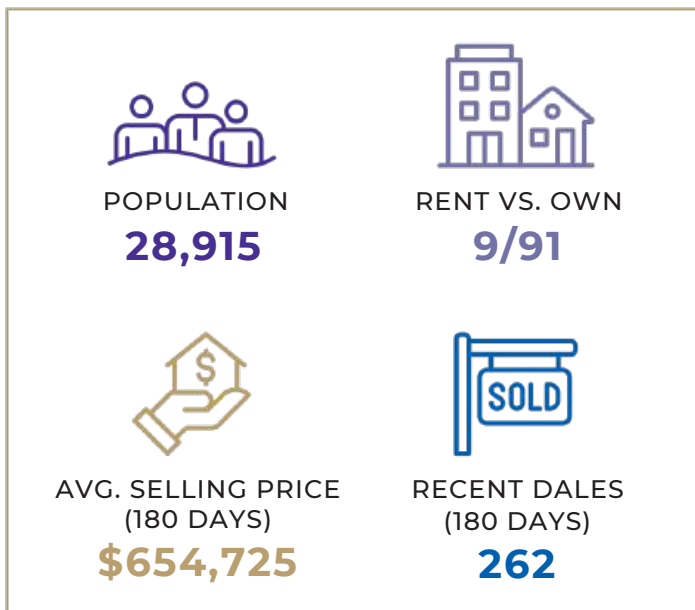 POPULATION
28,915
RENT VS. OWN
9/91
$
AVG. SELLING PRICE
(180 DAYS)
$654,725
SOLD
RECENT DALES
(180 DAYS)
262